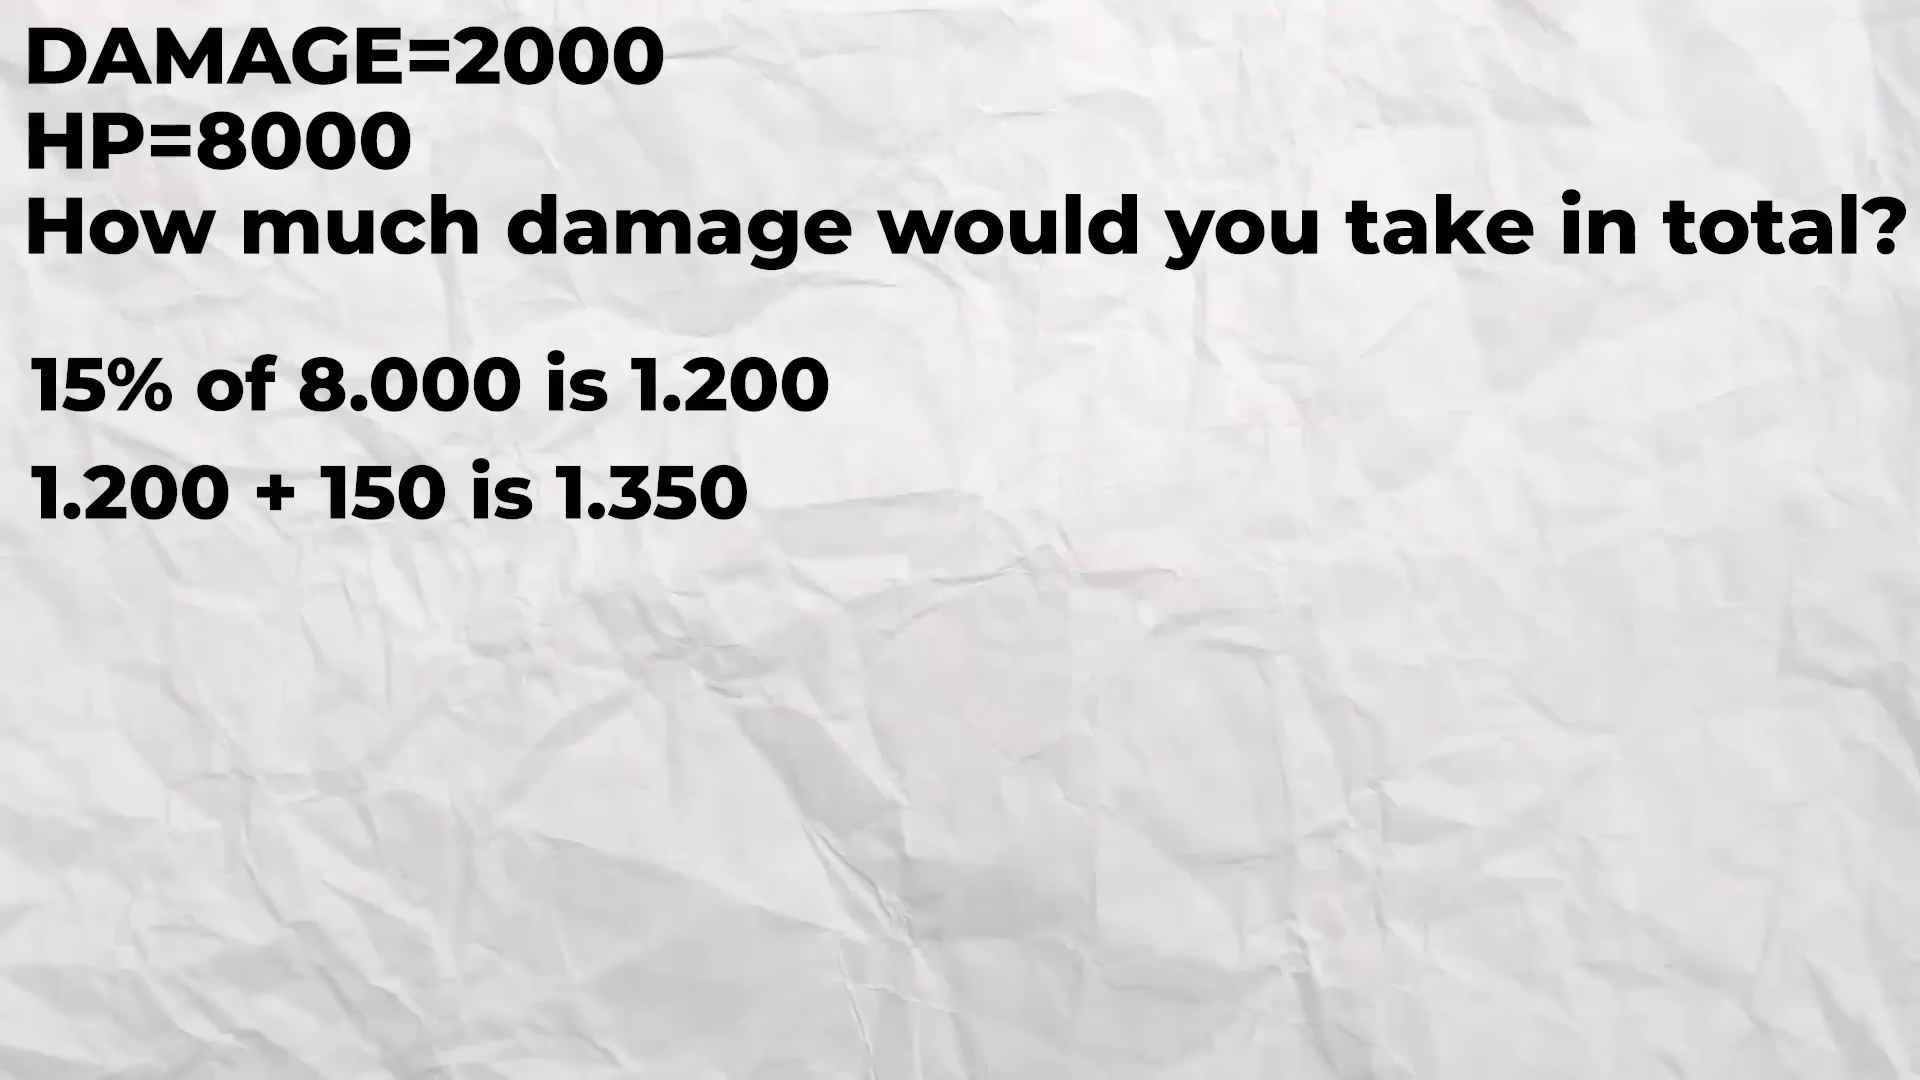 DAMAGE=2000
HP=8000
How much damage would you take in total?
15% of 8.000 is 1.200
1.200 + 150 is 1.350